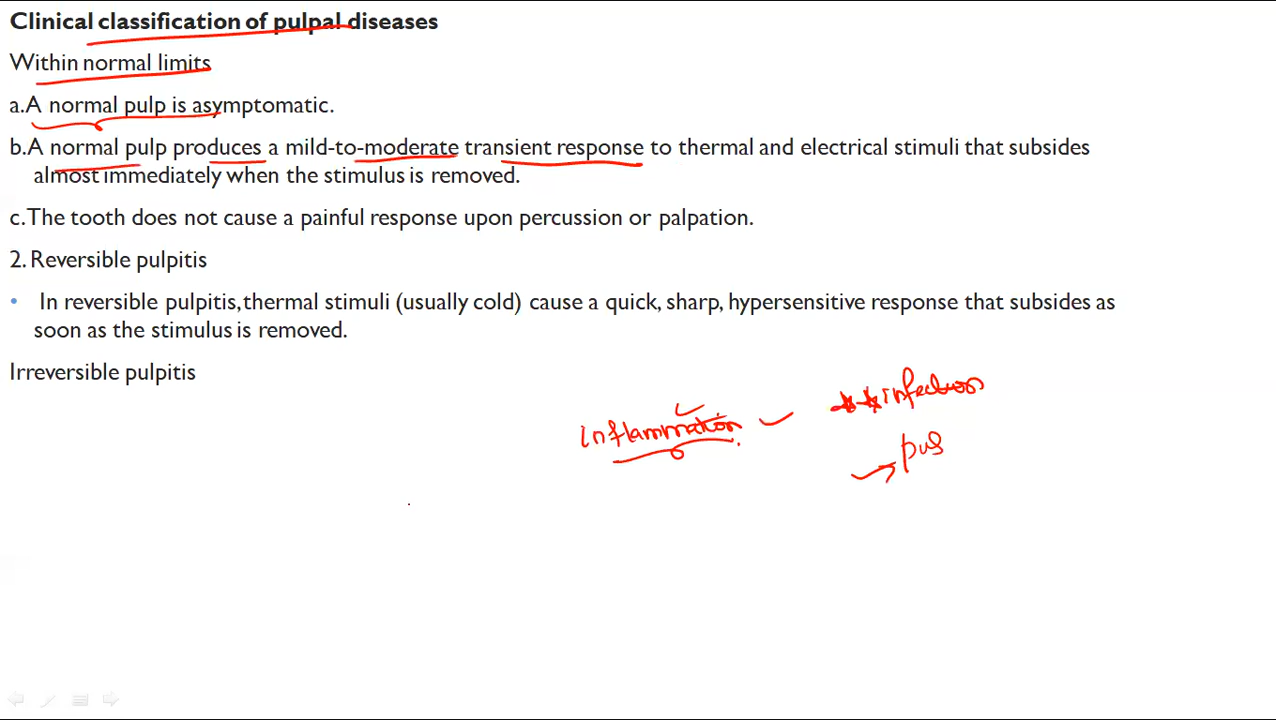 Clinical classification of pulpal diseases
Within normal limits
a.A normal pulp is asymptomatic.
b.A normal pulp produces a mild-to-moderate transient response to thermal and electrical stimuli that subsides
almost immediately when the stimulus is removed.
c.The tooth does not cause a painful response upon percussion or palpation.
2. Reversible pulpitis
• In reversible pulpitis,thermal stimuli (usually cold) cause a quick, sharp, hypersensitive response that subsides as
soon as the stimulus is removed.
Irreversible pulpitis
infection
Inflammation
pus